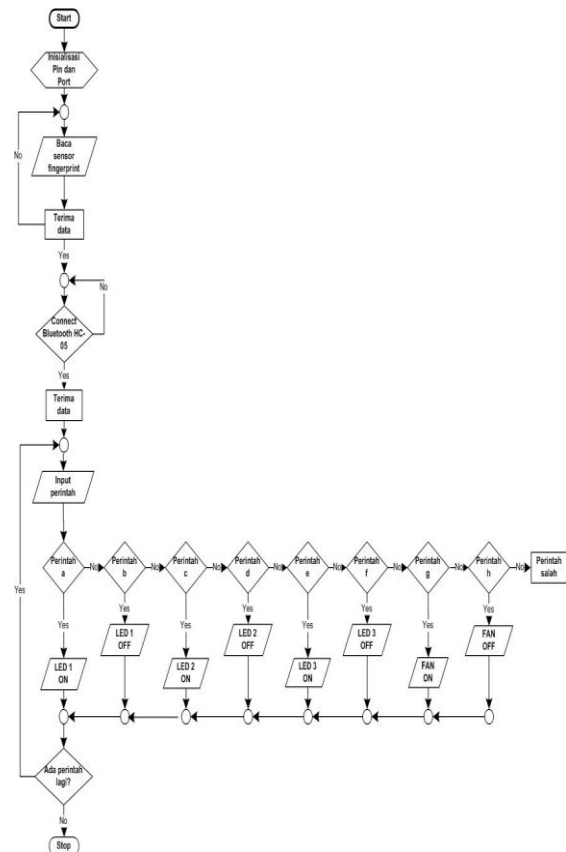 Start
Inisialisasi
Pin dan
Port
Baca
sensor
fingerprint
No
Terima
data
Yes
No
Connect
Bluetooth HC-
05
Yes
Terima
data
Input
perintah
Yes
Perintah
a
No
Perintah
b
No
Perintah
c
No
Perintah
d
No
Perintah
e
No
Perintah
f
No
Perintah
g
No
Perintah
h
No
Perintah
salah
Yes
Yes
Yes
Yes
Yes
Yes
Yes
Yes
LED 1
ON
LED 1
OFF
LED 2
ON
LED 2
OFF
LED 3
ON
LED 3
OFF
FAN
ON
FAN
OFF
Ada perintah
lagi?
No
Stop